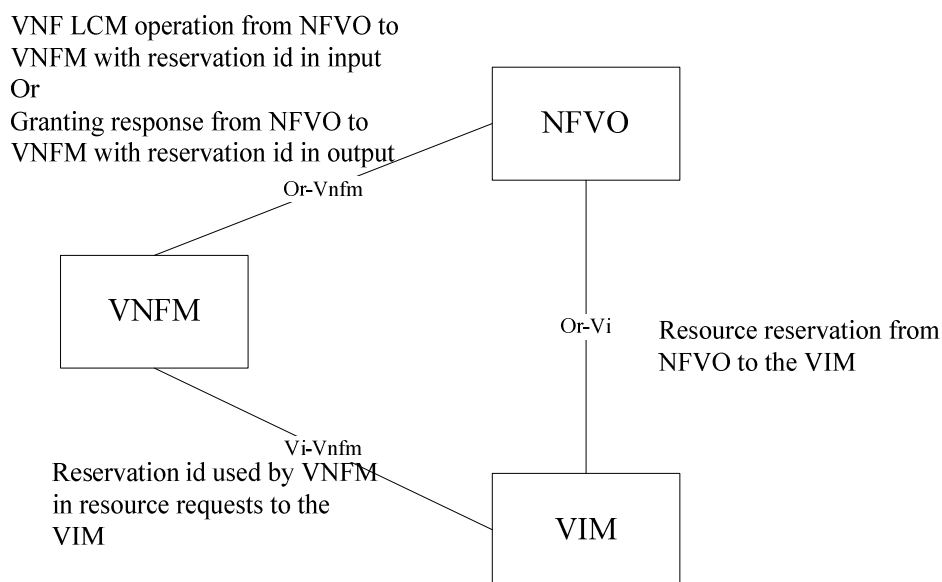 VNF LCM operation from NFVO to
VNFM with reservation id in input
Or
Granting response from NFVO to
VNFM with reservation id in output
NFVO
Or-Vnfm
VNFM
Or-Vi
Resource reservation from
NFVO to the VIM
Vi-Vnfm
Reservation id used by VNFM
in resource requests to the
VIM
VIM